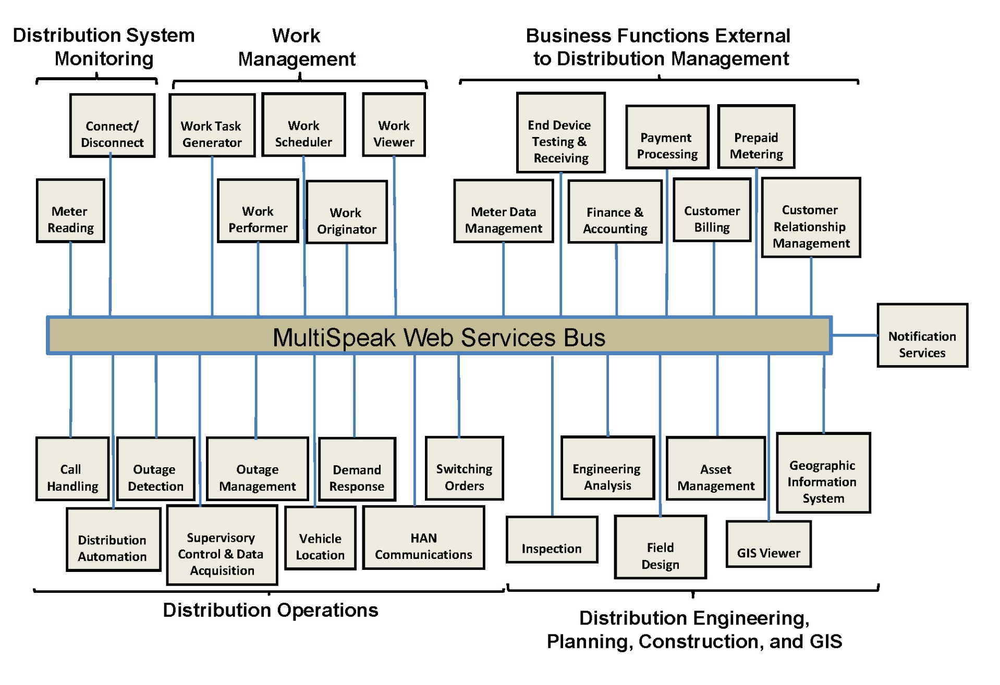 Distribution System
Monitoring
Work
Management
Business Functions External
to Distribution Management
Connect/
Disconnect
Work Task
Generator
Work
Scheduler
Work
Viewer
End Device
Testing &
Receiving
Payment
Processing
Prepaid
Metering
Meter
Reading
Work
Performer
Work
Originator
Meter Data
Management
Finance &
Accounting
Customer
Billing
Customer
Relationship
Management
MultiSpeak Web Services Bus
Notification
Services
Call
Handling
Outage
Detection
Outage
Management
Demand
Response
Switching
Orders
Engineering
Analysis
Asset
Management
Geographic
Information
System
Distribution
Automation
Supervisory
Control & Data
Acquisition
Vehicle
Location
HAN
Communications
Inspection
Field
Design
GIS Viewer
Distribution Operations
Distribution Engineering,
Planning, Construction, and GIS